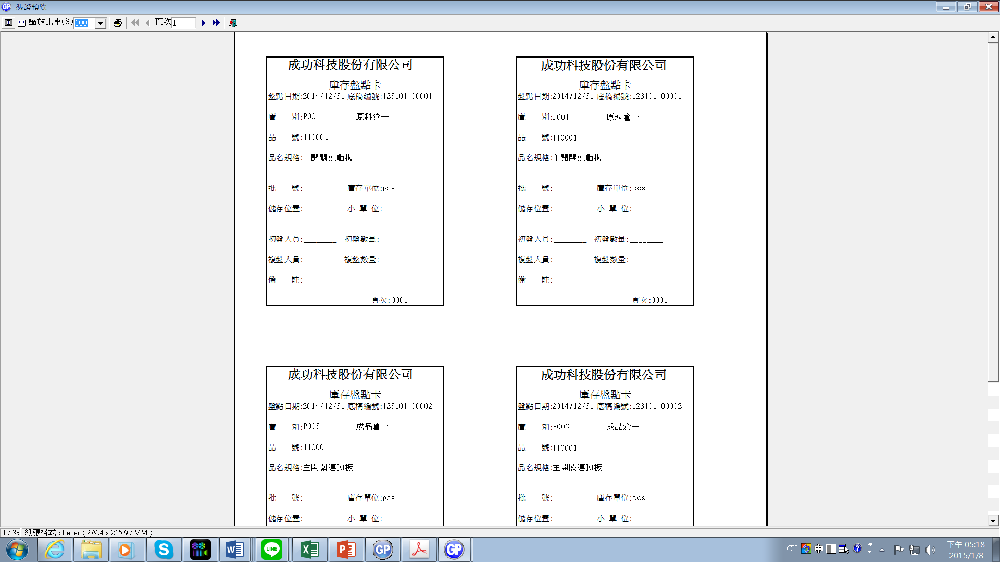 憑證預覽
縮放比率(%) 100 頁次 1
成功科技股份有限公司
庫存盤點卡
盤點日期:2014/12/31 底稿編號:123101-00001
庫　　別:P001 原料倉一
品　　號:110001
品名規格:主開關連動板
批　　號: 庫存單位:pcs
儲存位置: 小 單 位:
初盤人員:________ 初盤數量: ________
複盤人員:________ 複盤數量:________
備　　註:
頁次:0001
成功科技股份有限公司
庫存盤點卡
盤點日期:2014/12/31 底稿編號:123101-00001
庫　　別:P001 原料倉一
品　　號:110001
品名規格:主開關連動板
批　　號: 庫存單位:pcs
儲存位置: 小 單 位:
初盤人員:________ 初盤數量:________
複盤人員:________ 複盤數量:________
備　　註:
頁次:0001
成功科技股份有限公司
庫存盤點卡
盤點日期:2014/12/31 底稿編號:123101-00002
庫　　別:P003 成品倉一
品　　號:110001
品名規格:主開關連動板
批　　號: 庫存單位:pcs
儲存位置: 小 單 位:
成功科技股份有限公司
庫存盤點卡
盤點日期:2014/12/31 底稿編號:123101-00002
庫　　別:P003 成品倉一
品　　號:110001
品名規格:主開關連動板
批　　號: 庫存單位:pcs
儲存位置: 小 單 位:
1 / 33 紙張格式 : Letter ( 279.4 x 215.9 / MM )
LINE
GP
GP
CH 中
下午 05:18
2015/1/8